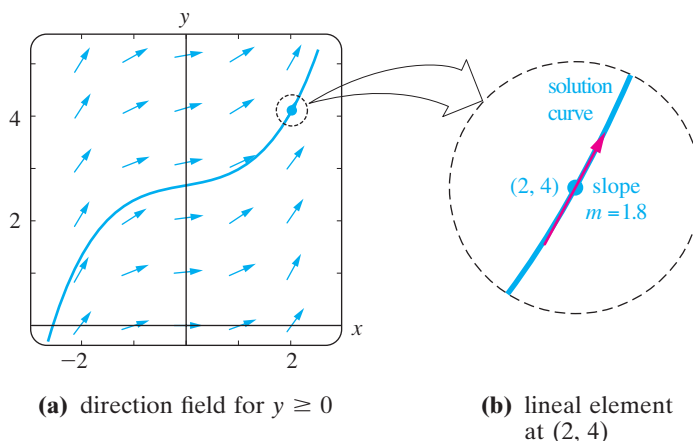 y
4
2
−2
2
x
(a) direction field for y ≥ 0
solution
curve
(2, 4)
slope
m = 1.8
(b) lineal element
at (2, 4)